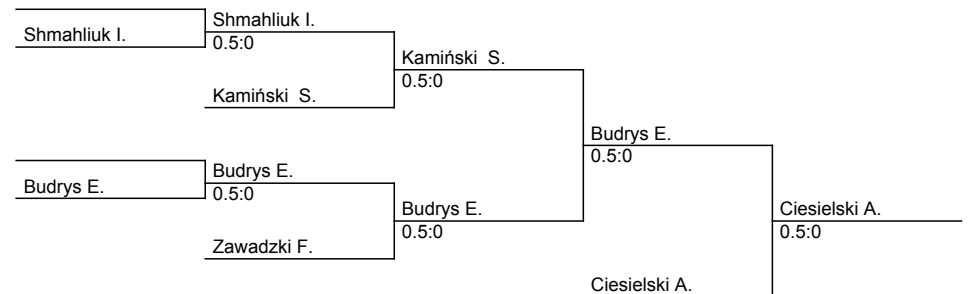 Shmahliuk I.
Shmahliuk I.
0.5:0
Kamiński  S.
Kamiński  S.
0.5:0
Budrys E.
Budrys E.
0.5:0
Zawadzki F.
Budrys E.
0.5:0
Budrys E.
0.5:0
Ciesielski A.
Ciesielski A.
0.5:0